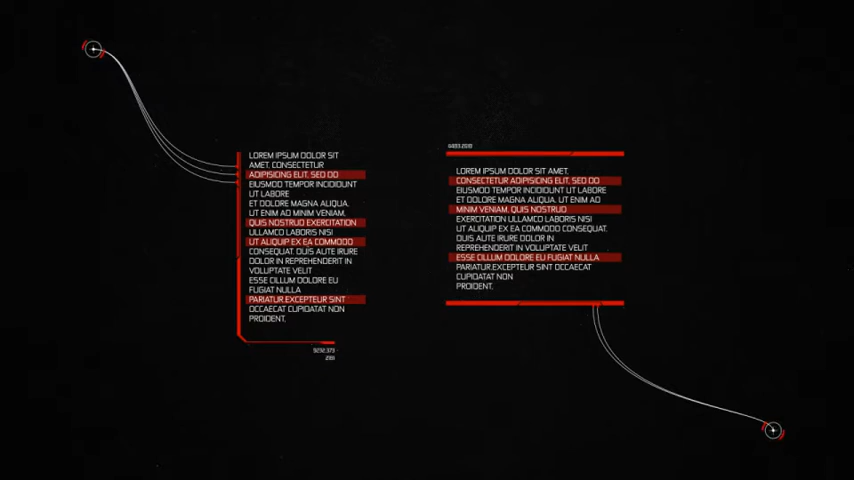 LOREM IPSUM DOLOR SIT
AMET, CONSECTETUR
ADIPISICING ELIT, SED DO
EIUSMOD TEMPOR INCIDIDUNT
UT LABORE
ET DOLORE MAGNA ALIQUA.
UT ENIM AD MINIM VENIAM,
QUIS NOSTRUD EXERCITATION
ULLAMCO LABORIS NISI
UT ALIQUIP EX EA COMMODO
CONSEQUAT. DUIS AUTE IRURE
DOLOR IN REPREHENDERIT IN
VOLUPTATE VELIT
ESSE CILLUM DOLORE EU
FUGIAT NULLA
PARIATUR.EXCEPTEUR SINT
OCCAECAT CUPIDATAT NON
PROIDENT,
LOREM IPSUM DOLOR SIT AMET,
CONSECTETUR ADIPISICING ELIT, SED DO
EIUSMOD TEMPOR INCIDIDUNT UT LABORE
ET DOLORE MAGNA ALIQUA. UT ENIM AD
MINIM VENIAM, QUIS NOSTRUD
EXERCITATION ULLAMCO LABORIS NISI
UT ALIQUIP EX EA COMMODO CONSEQUAT.
DUIS AUTE IRURE DOLOR IN
REPREHENDERIT IN VOLUPTATE VELIT
ESSE CILLUM DOLORE EU FUGIAT NULLA
PARIATUR.EXCEPTEUR SINT OCCAECAT
CUPIDATAT NON
PROIDENT,